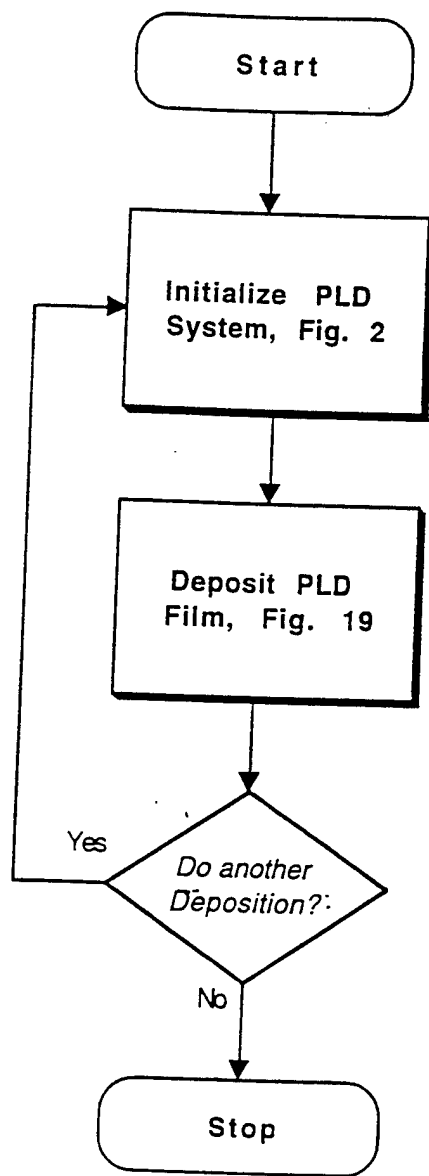 Start
Initialize PLD
System, Fig. 2
Deposit PLD
Film, Fig. 19
Yes
Do another
Deposition?
No
Stop